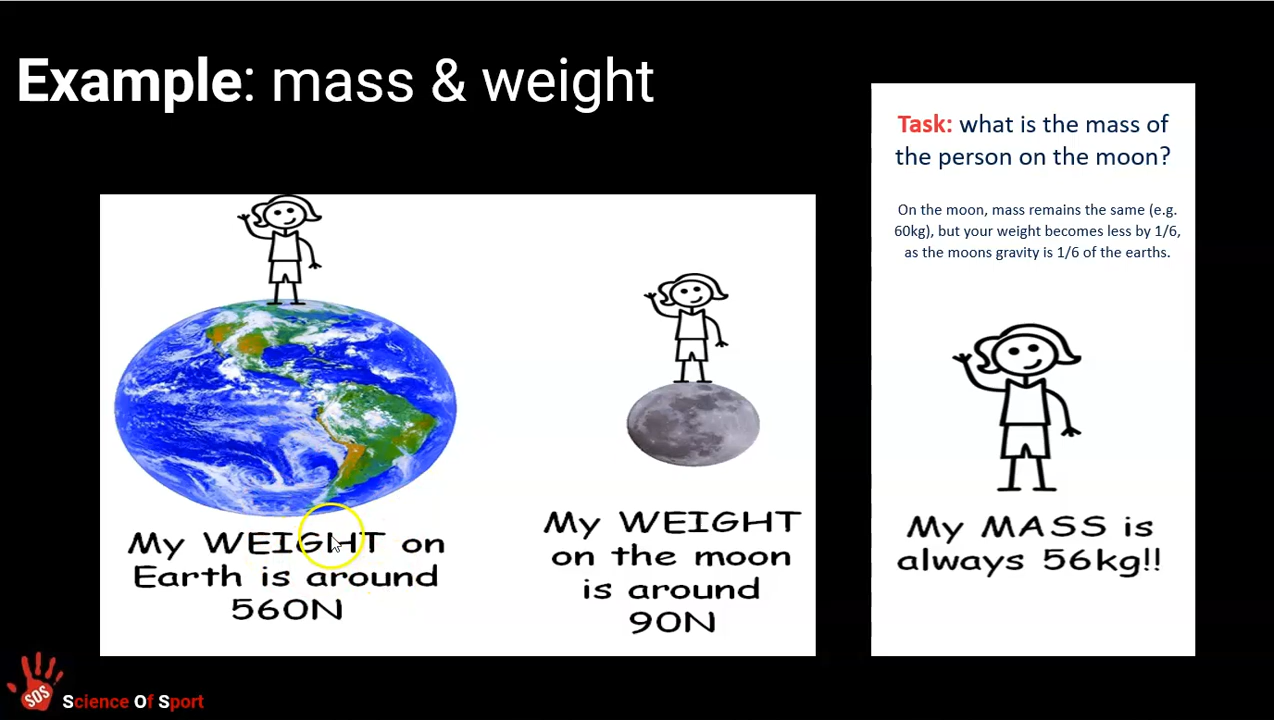 Example: mass & weight
Task: what is the mass of
the person on the moon?
On the moon, mass remains the same (e.g.
60kg), but your weight becomes less by 1/6,
as the moons gravity is 1/6 of the earths.
My WEIGHT on
Earth is around
560N
My WEIGHT
on the moon
is around
90N
My MASS is
always 56kg!!
SOS
Science Of Sport